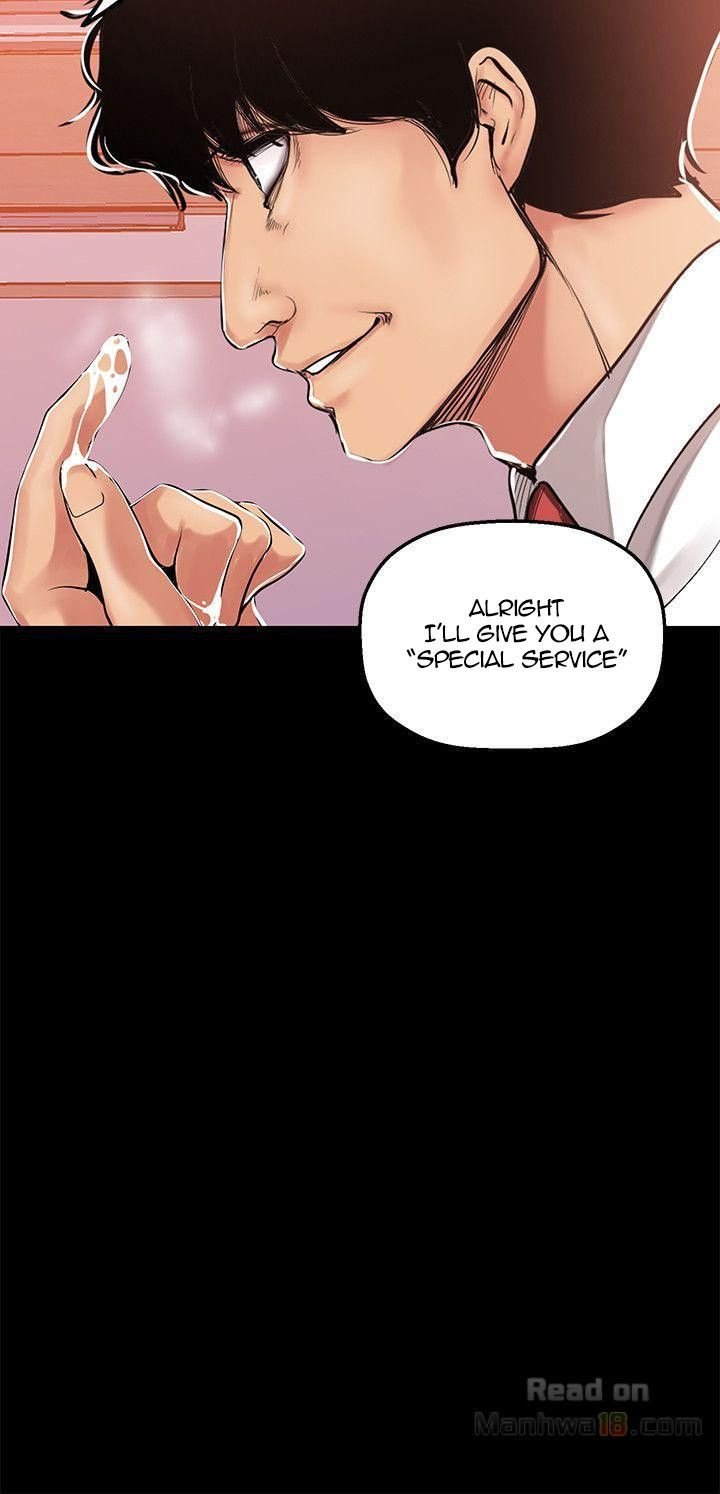 ALRIGHT
I'LL GIVE YOU A
"SPECIAL SERVICE"
Read on
Manhwa18.com